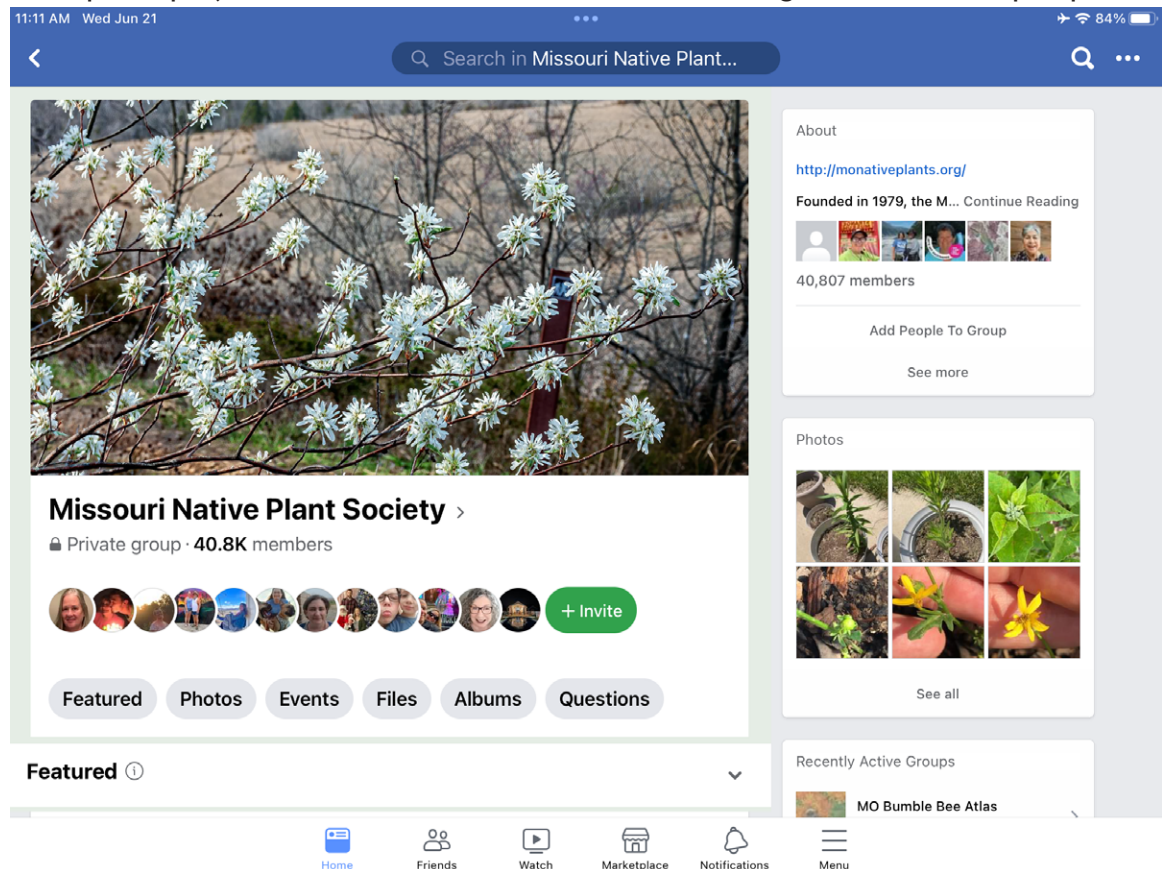 11:11 AM Wed Jun 21
84%
Search in Missouri Native Plant...
About
http://monativeplants.org/
Founded in 1979, the M... Continue Reading
40,807 members
Add People To Group
See more
Missouri Native Plant Society
Private group · 40.8K members
+ Invite
Featured Photos Events Files Albums Questions
Featured
Photos
See all
Recently Active Groups
MO Bumble Bee Atlas
Home Friends Watch Marketplace Notifications Menu